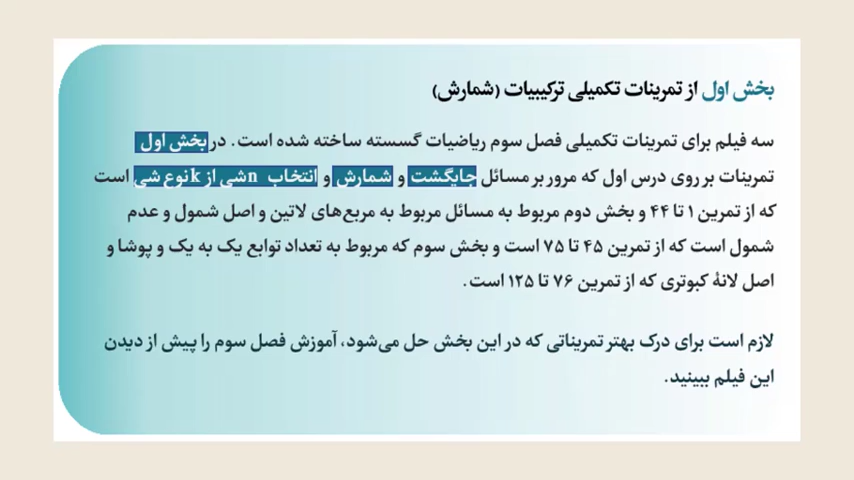 بخش اول از تمرینات تکمیلی ترکیبیات (شمارش)
سه فیلم برای تمرینات تکمیلی فصل سوم ریاضیات گسسته ساخته شده است. در بخش اول
تمرینات بر روی درس اول که مرور بر مسائل جایگشت و شمارش و انتخاب n شی از k نوع شی است
که از تمرین ۱ تا ۴۴ و بخش دوم مربوط به مسائل مربوط به مربع‌های لاتین و اصل شمول و عدم
شمول است که از تمرین ۴۵ تا ۷۵ است و بخش سوم که مربوط به تعداد توابع یک به یک و پوشا و
اصل لانهٔ کبوتری که از تمرین ۷۶ تا ۱۲۵ است.
لازم است برای درک بهتر تمریناتی که در این بخش حل می‌شود، آموزش فصل سوم را پیش از دیدن
این فیلم ببینید.